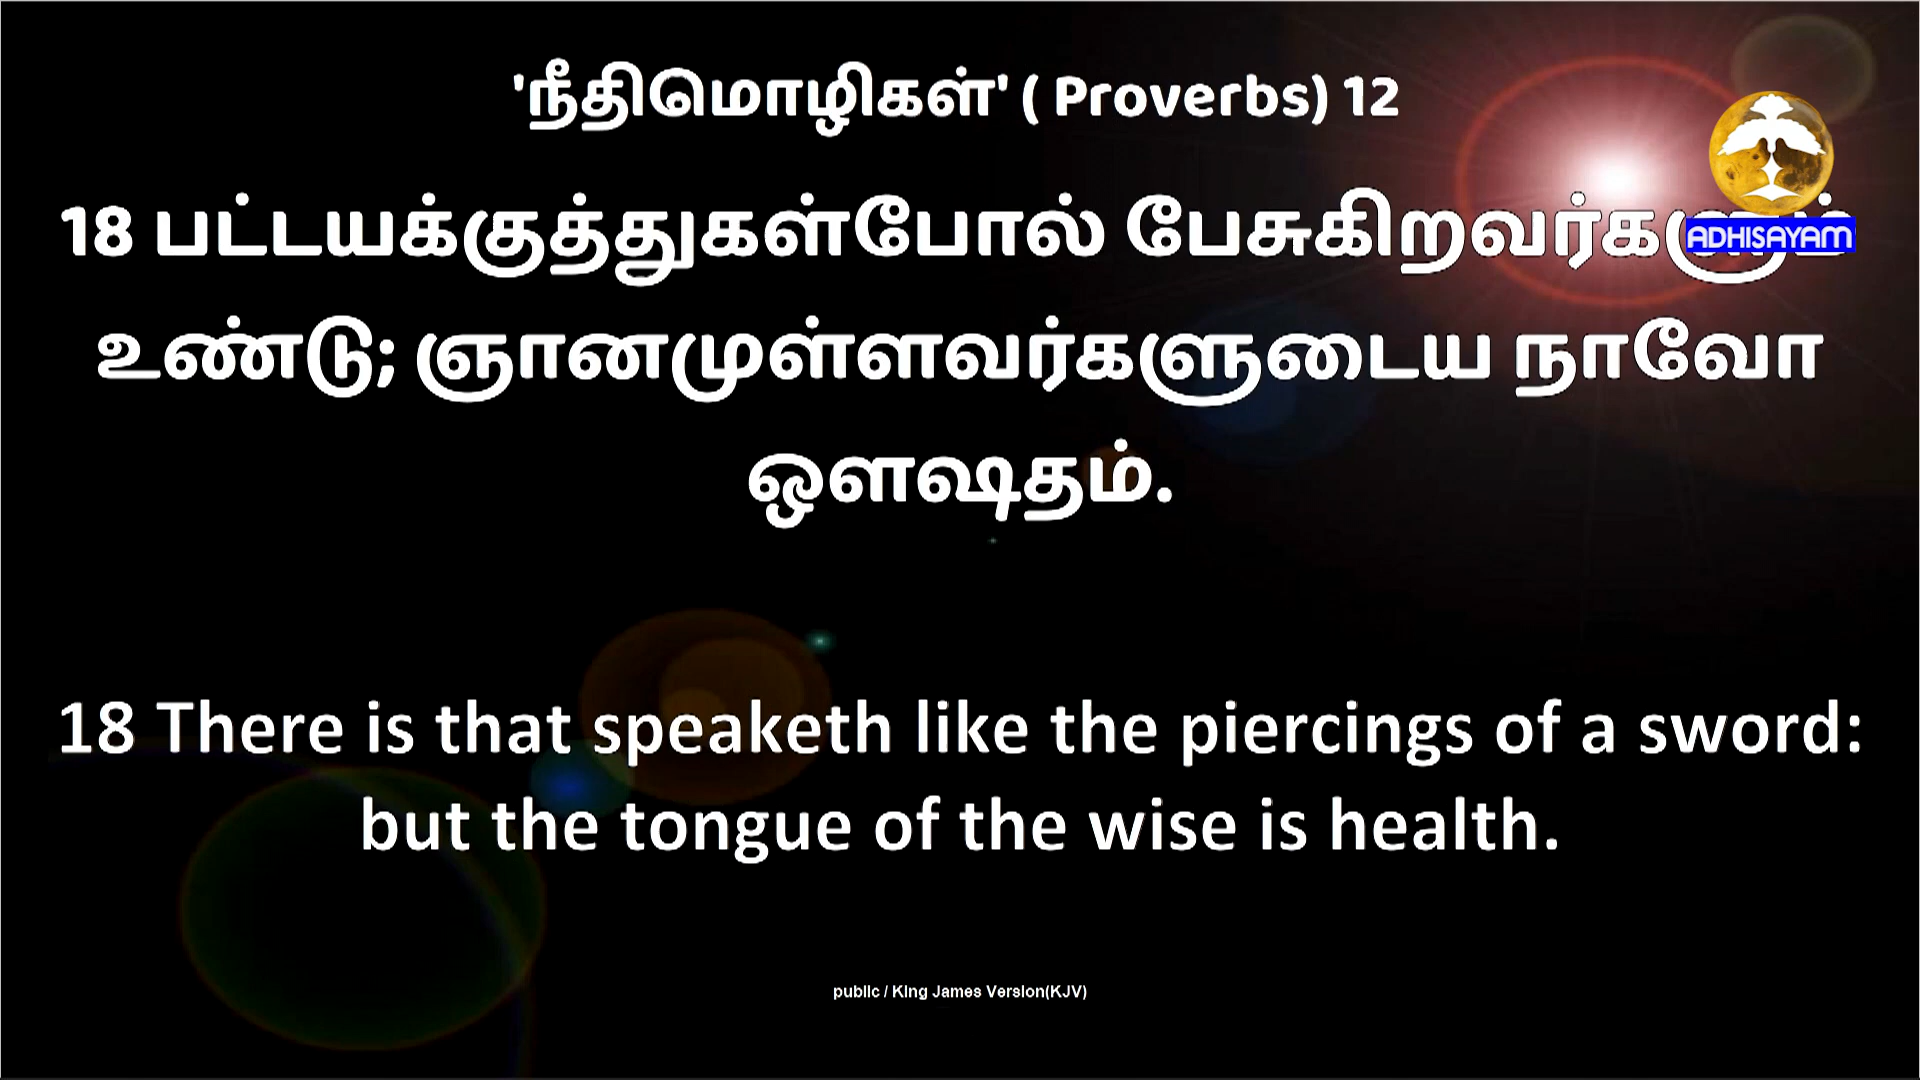 'நீதிமொழிகள்' ( Proverbs) 12
ADHISAYAM
18 பட்டயக்குத்துகள்போல் பேசுகிறவர்களும்
உண்டு; ஞானமுள்ளவர்களுடைய நாவோ
ஔஷதம்.
18 There is that speaketh like the piercings of a sword:
but the tongue of the wise is health.
public / King James Version(KJV)